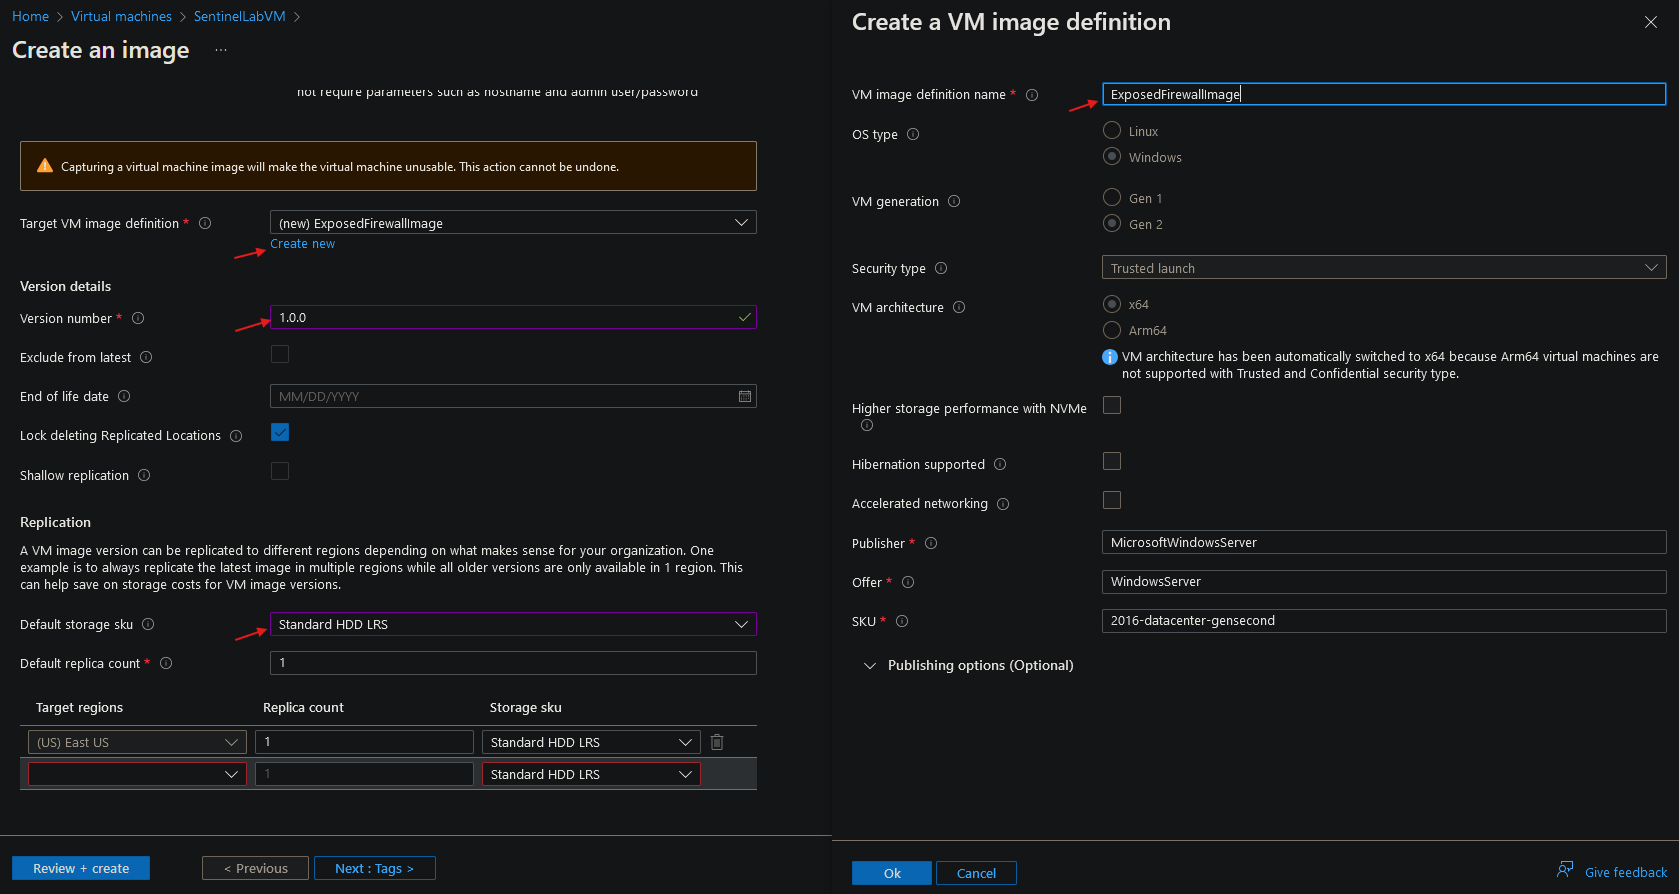 Home > Virtual machines > SentinelLabVM >
Create an image ...
not require parameters such as hostname and admin user/password
Capturing a virtual machine image will make the virtual machine unusable. This action cannot be undone.
Target VM image definition *
(new) ExposedFirewallImage
Create new
Version details
Version number *
1.0.0
Exclude from latest
End of life date
MM/DD/YYYY
Lock deleting Replicated Locations
Shallow replication
Replication
A VM image version can be replicated to different regions depending on what makes sense for your organization. One
example is to always replicate the latest image in multiple regions while all older versions are only available in 1 region. This
can help save on storage costs for VM image versions.
Default storage sku
Standard HDD LRS
Default replica count *
1
Target regions Replica count Storage sku
(US) East US 1 Standard HDD LRS
1 Standard HDD LRS
Review + create < Previous Next : Tags >
Create a VM image definition
VM image definition name *
ExposedFirewallImage
OS type
Linux
Windows
VM generation
Gen 1
Gen 2
Security type
Trusted launch
VM architecture
x64
Arm64
VM architecture has been automatically switched to x64 because Arm64 virtual machines are
not supported with Trusted and Confidential security type.
Higher storage performance with NVMe
Hibernation supported
Accelerated networking
Publisher *
MicrosoftWindowsServer
Offer *
WindowsServer
SKU *
2016-datacenter-gensecond
Publishing options (Optional)
Ok Cancel
Give feedback